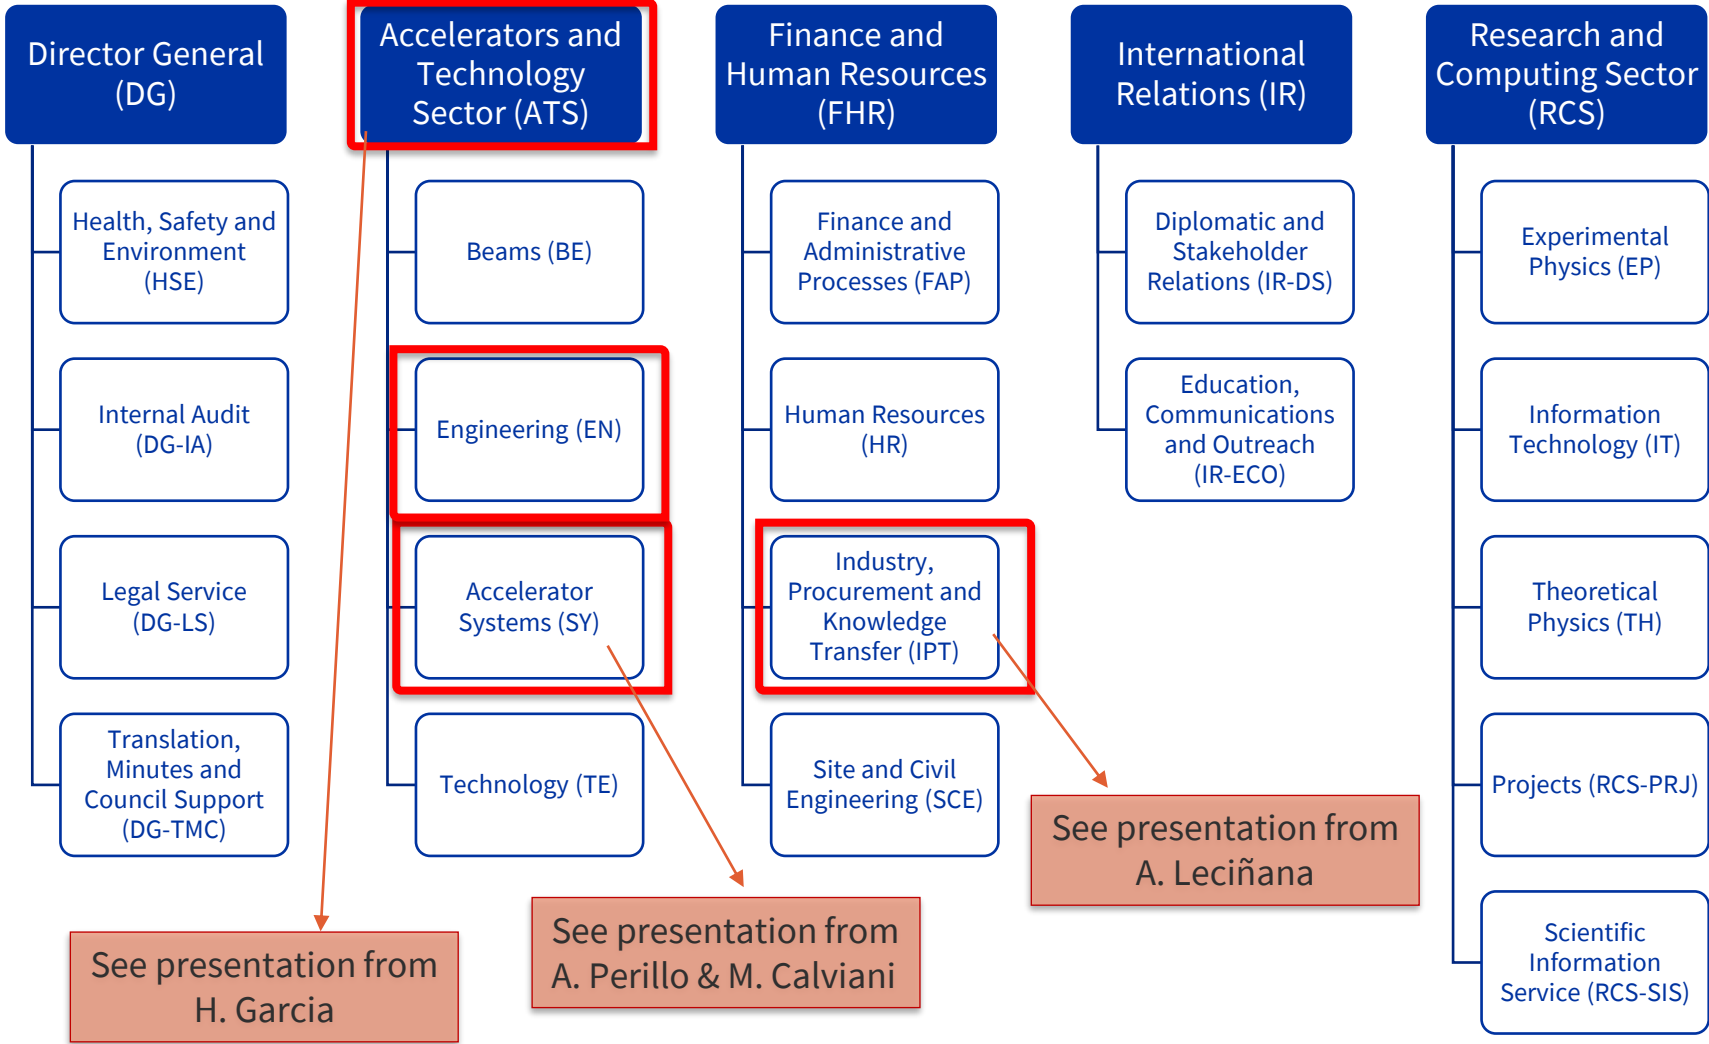 Director General
(DG)
Health, Safety and
Environment
(HSE)
Internal Audit
(DG-IA)
Legal Service
(DG-LS)
Translation,
Minutes and
Council Support
(DG-TMC)
Accelerators and
Technology
Sector (ATS)
Beams (BE)
Engineering (EN)
Accelerator
Systems (SY)
Technology (TE)
Finance and
Human Resources
(FHR)
Finance and
Administrative
Processes (FAP)
Human Resources
(HR)
Industry,
Procurement and
Knowledge
Transfer (IPT)
Site and Civil
Engineering (SCE)
International
Relations (IR)
Diplomatic and
Stakeholder
Relations (IR-DS)
Education,
Communications
and Outreach
(IR-ECO)
Research and
Computing Sector
(RCS)
Experimental
Physics (EP)
Information
Technology (IT)
Theoretical
Physics (TH)
Projects (RCS-PRJ)
Scientific
Information
Service (RCS-SIS)
See presentation from
H. Garcia
See presentation from
A. Perillo & M. Calviani
See presentation from
A. Leciñana